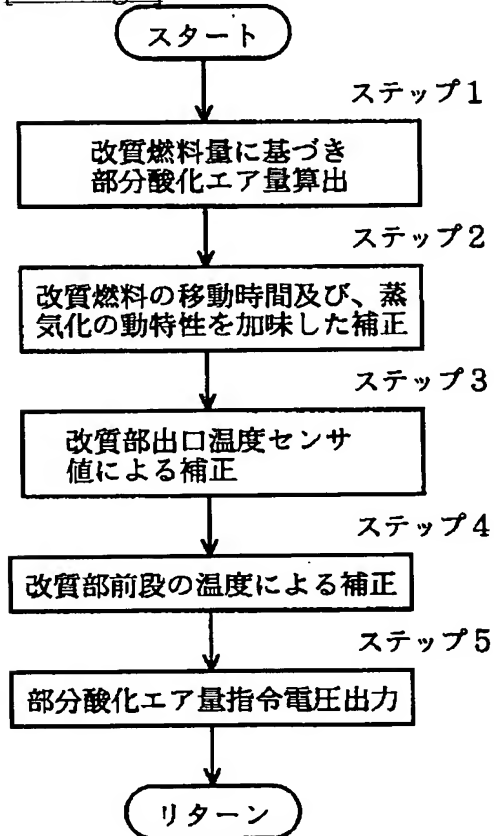 スタート
ステップ1
改質燃料量に基づき
部分酸化エア量算出
ステップ2
改質燃料の移動時間及び、蒸
気化の動特性を加味した補正
ステップ3
改質部出口温度センサ
値による補正
ステップ4
改質部前段の温度による補正
ステップ5
部分酸化エア量指令電圧出力
リターン